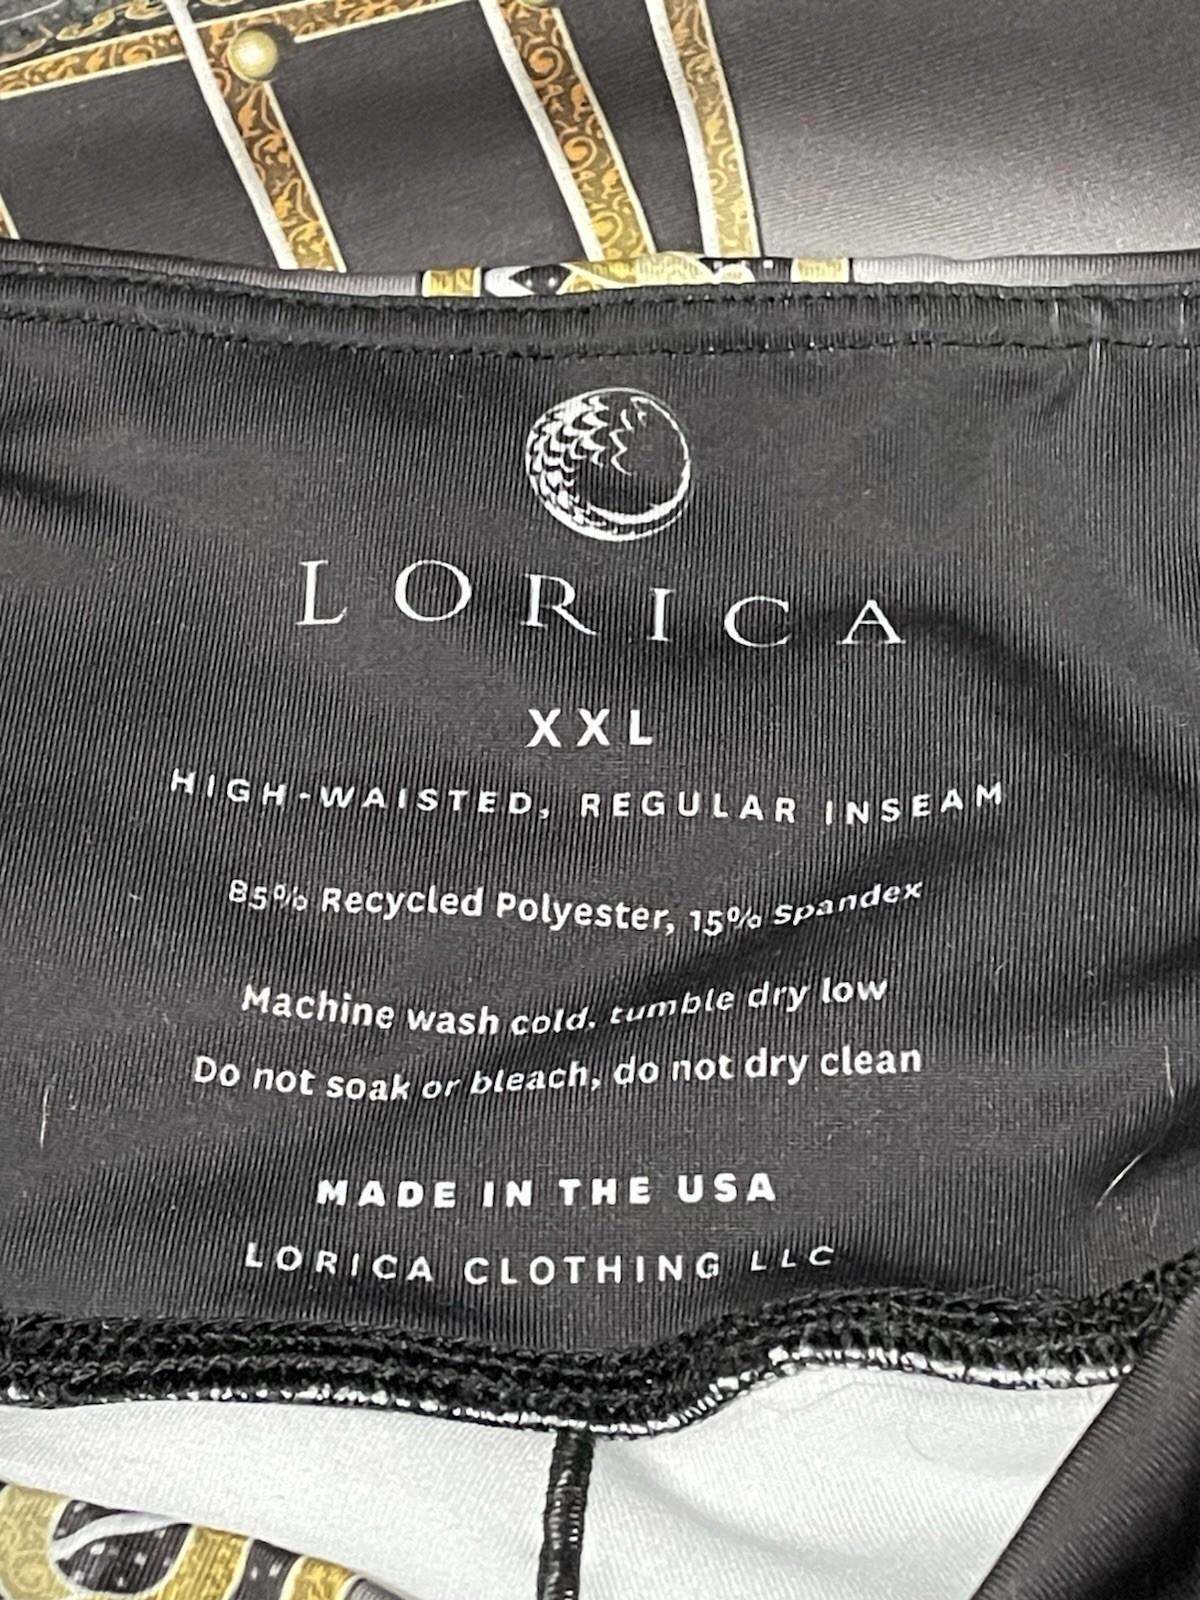 LORICA
XXL
HIGH-WAISTED, REGULAR INSEAM
85% Recycled Polyester, 15% Spandex
Machine wash cold, tumble dry low
Do not soak or bleach, do not dry clean
MADE IN THE USA
LORICA CLOTHING LLC